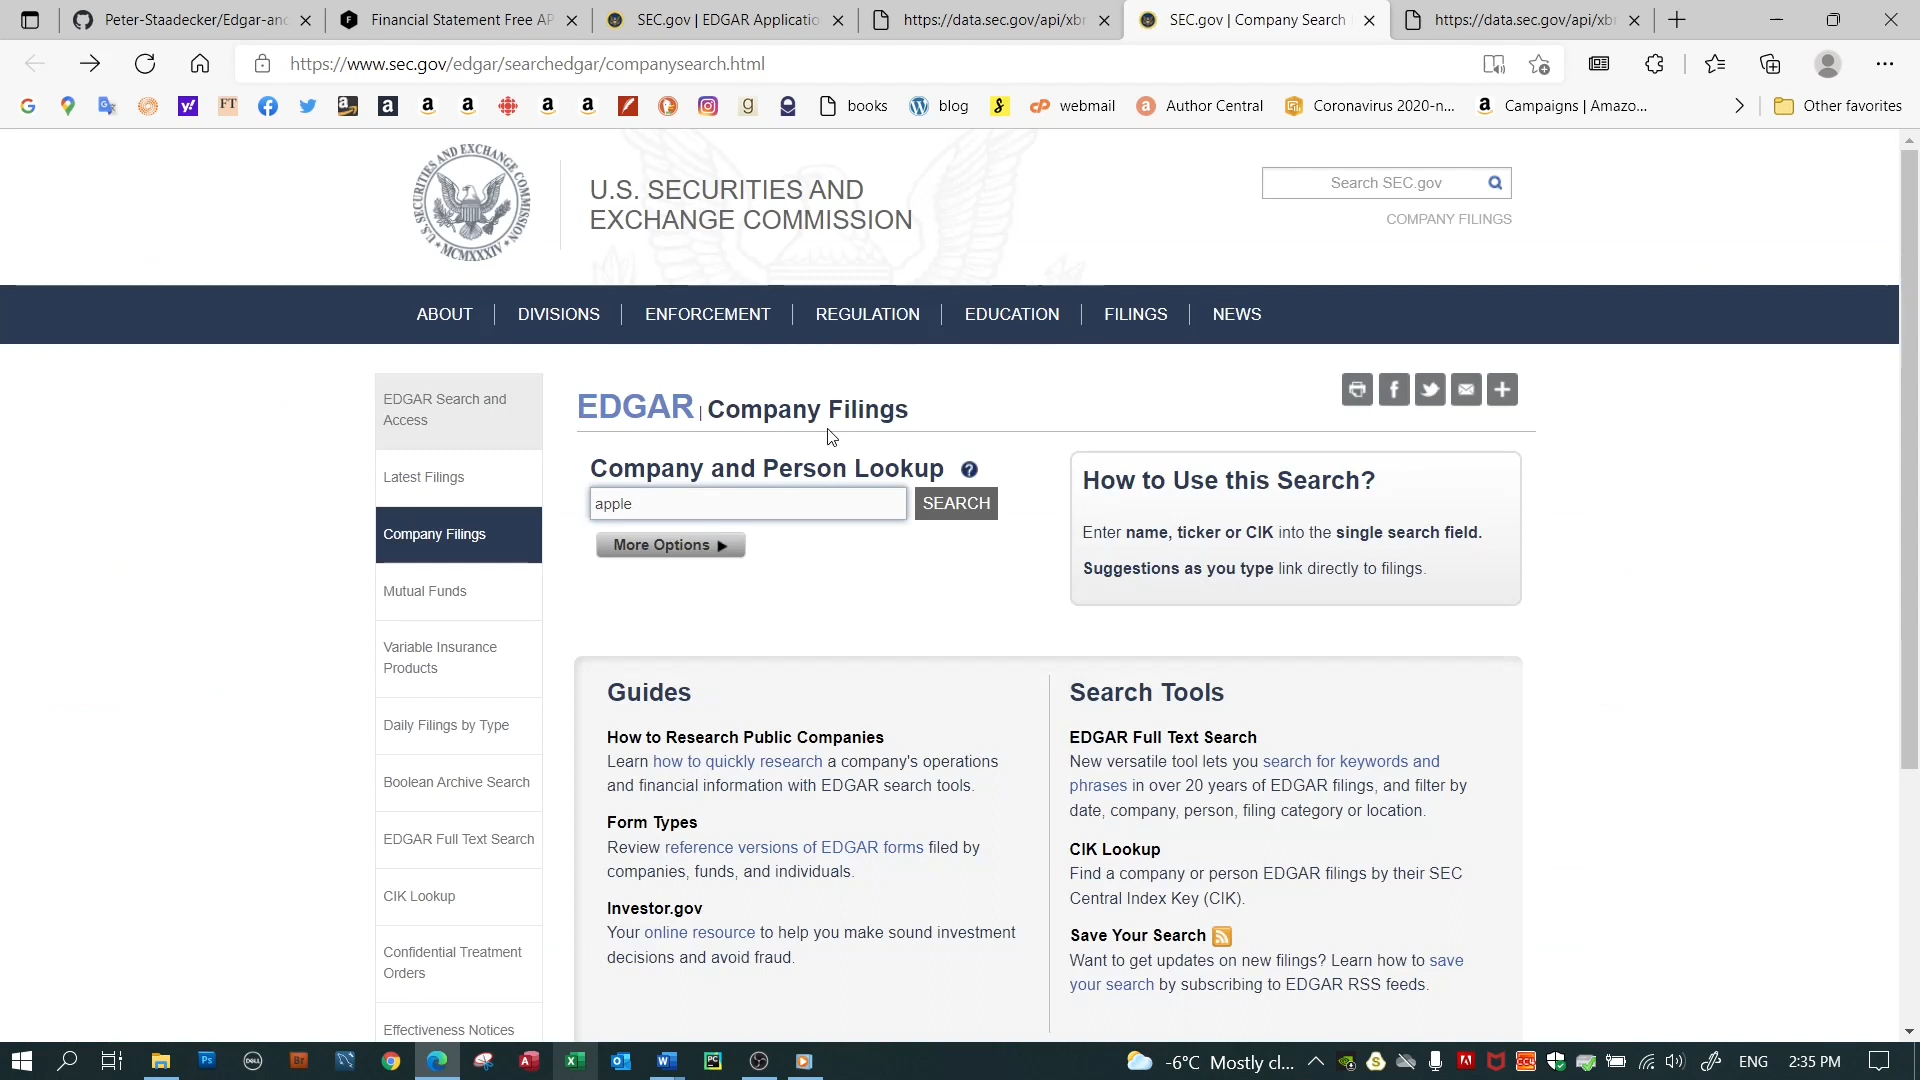 Peter-Staadecker/Edgar-an
Financial Statement Free AP
SEC.gov | EDGAR Applicatio
https://data.sec.gov/api/xb
SEC.gov | Company Search
https://data.sec.gov/api/xb
https://www.sec.gov/edgar/searchedgar/companysearch.html
FT
books
blog
webmail
Author Central
Coronavirus 2020-n...
Campaigns | Amazo...
Other favorites
SECURITIES AND EXCHANGE COMMISSION
MCMXXXIV
U.S. SECURITIES AND
EXCHANGE COMMISSION
Search SEC.gov
COMPANY FILINGS
ABOUT
DIVISIONS
ENFORCEMENT
REGULATION
EDUCATION
FILINGS
NEWS
EDGAR Search and
Access
Latest Filings
Company Filings
Mutual Funds
Variable Insurance
Products
Daily Filings by Type
Boolean Archive Search
EDGAR Full Text Search
CIK Lookup
Confidential Treatment
Orders
Effectiveness Notices
EDGAR | Company Filings
Company and Person Lookup ?
apple
SEARCH
More Options ▶
How to Use this Search?
Enter name, ticker or CIK into the single search field.
Suggestions as you type link directly to filings.
Guides
How to Research Public Companies
Learn how to quickly research a company's operations
and financial information with EDGAR search tools.
Form Types
Review reference versions of EDGAR forms filed by
companies, funds, and individuals.
Investor.gov
Your online resource to help you make sound investment
decisions and avoid fraud.
Search Tools
EDGAR Full Text Search
New versatile tool lets you search for keywords and
phrases in over 20 years of EDGAR filings, and filter by
date, company, person, filing category or location.
CIK Lookup
Find a company or person EDGAR filings by their SEC
Central Index Key (CIK).
Save Your Search
Want to get updates on new filings? Learn how to save
your search by subscribing to EDGAR RSS feeds.
-6°C Mostly cl...
ENG
2:35 PM